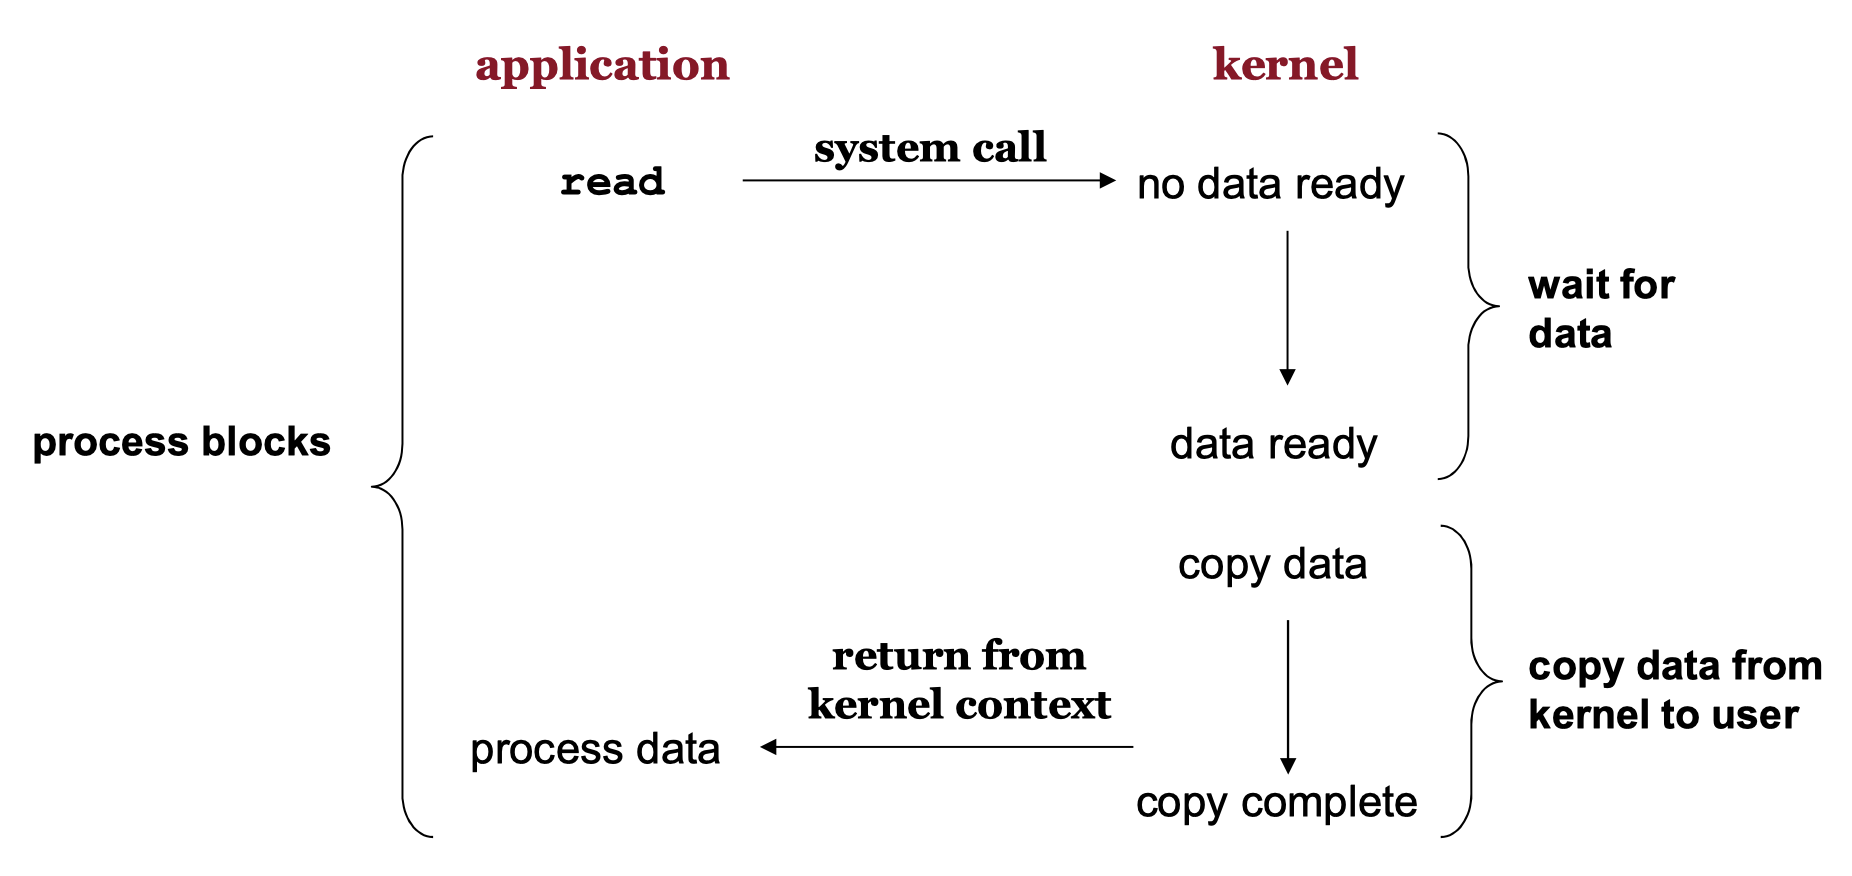 application
kernel
system call
read
no data ready
wait for
data
process blocks
data ready
copy data
return from
kernel context
copy data from
kernel to user
process data
copy complete